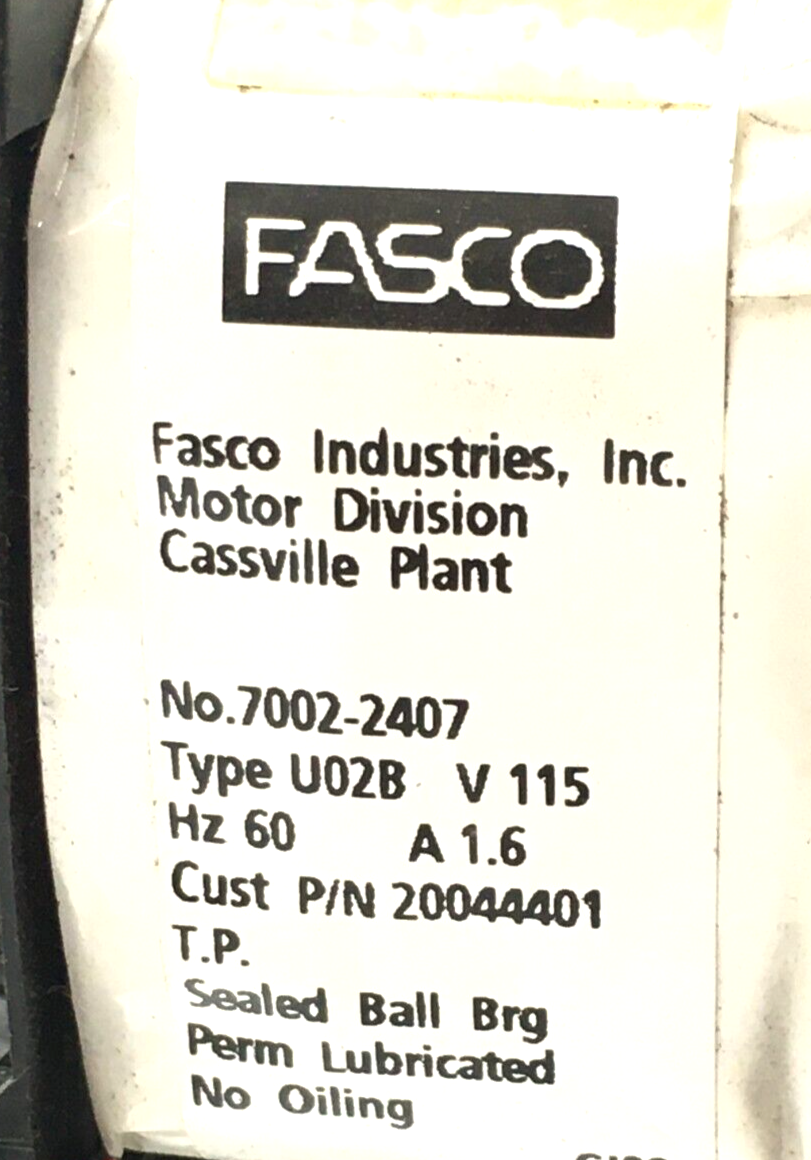 FASCO
Fasco Industries, Inc.
Motor Division
Cassville Plant
No.7002-2407
Type U02B V 115
Hz 60 A 1.6
Cust P/N 20044401
T.P.
Sealed Ball Brg
Perm Lubricated
No Oiling